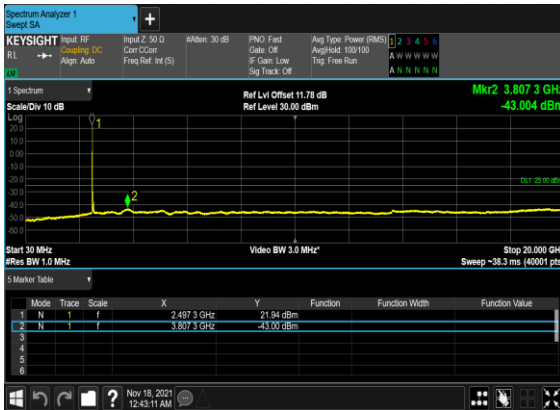 Spectrum Analyzer 1
Swept SA
KEYSIGHT
RL
Input: RF
Coupling: DC
Align: Auto
Input Z: 50 Ω
Corr CCorr
Freq Ref: Int (S)
#Atten: 30 dB
PNO: Fast
Gate: Off
IF Gain: Low
Sig Track: Off
Avg Type: Power (RMS)
Avg|Hold: 100/100
Trig: Free Run
1 2 3 4 5 6
A W W W W W
A N N N N N
LW
1 Spectrum
Scale/Div 10 dB
Ref Lvl Offset 11.78 dB
Ref Level 30.00 dBm
Mkr2 3.807 3 GHz
-43.004 dBm
Log
20.0
10.0
0.00
-10.0
-20.0
-30.0
-40.0
-50.0
-60.0
1
2
DL1 -25.00 dBm
Start 30 MHz
#Res BW 1.0 MHz
Video BW 3.0 MHz*
Stop 20.000 GHz
Sweep ~38.3 ms (40001 pts)
5 Marker Table
Mode Trace Scale X Y Function Function Width Function Value
1 N 1 f 2.497 3 GHz 21.94 dBm
2 N 1 f 3.807 3 GHz -43.00 dBm
3
4
5
6
?
Nov 18, 2021
12:43:11 AM